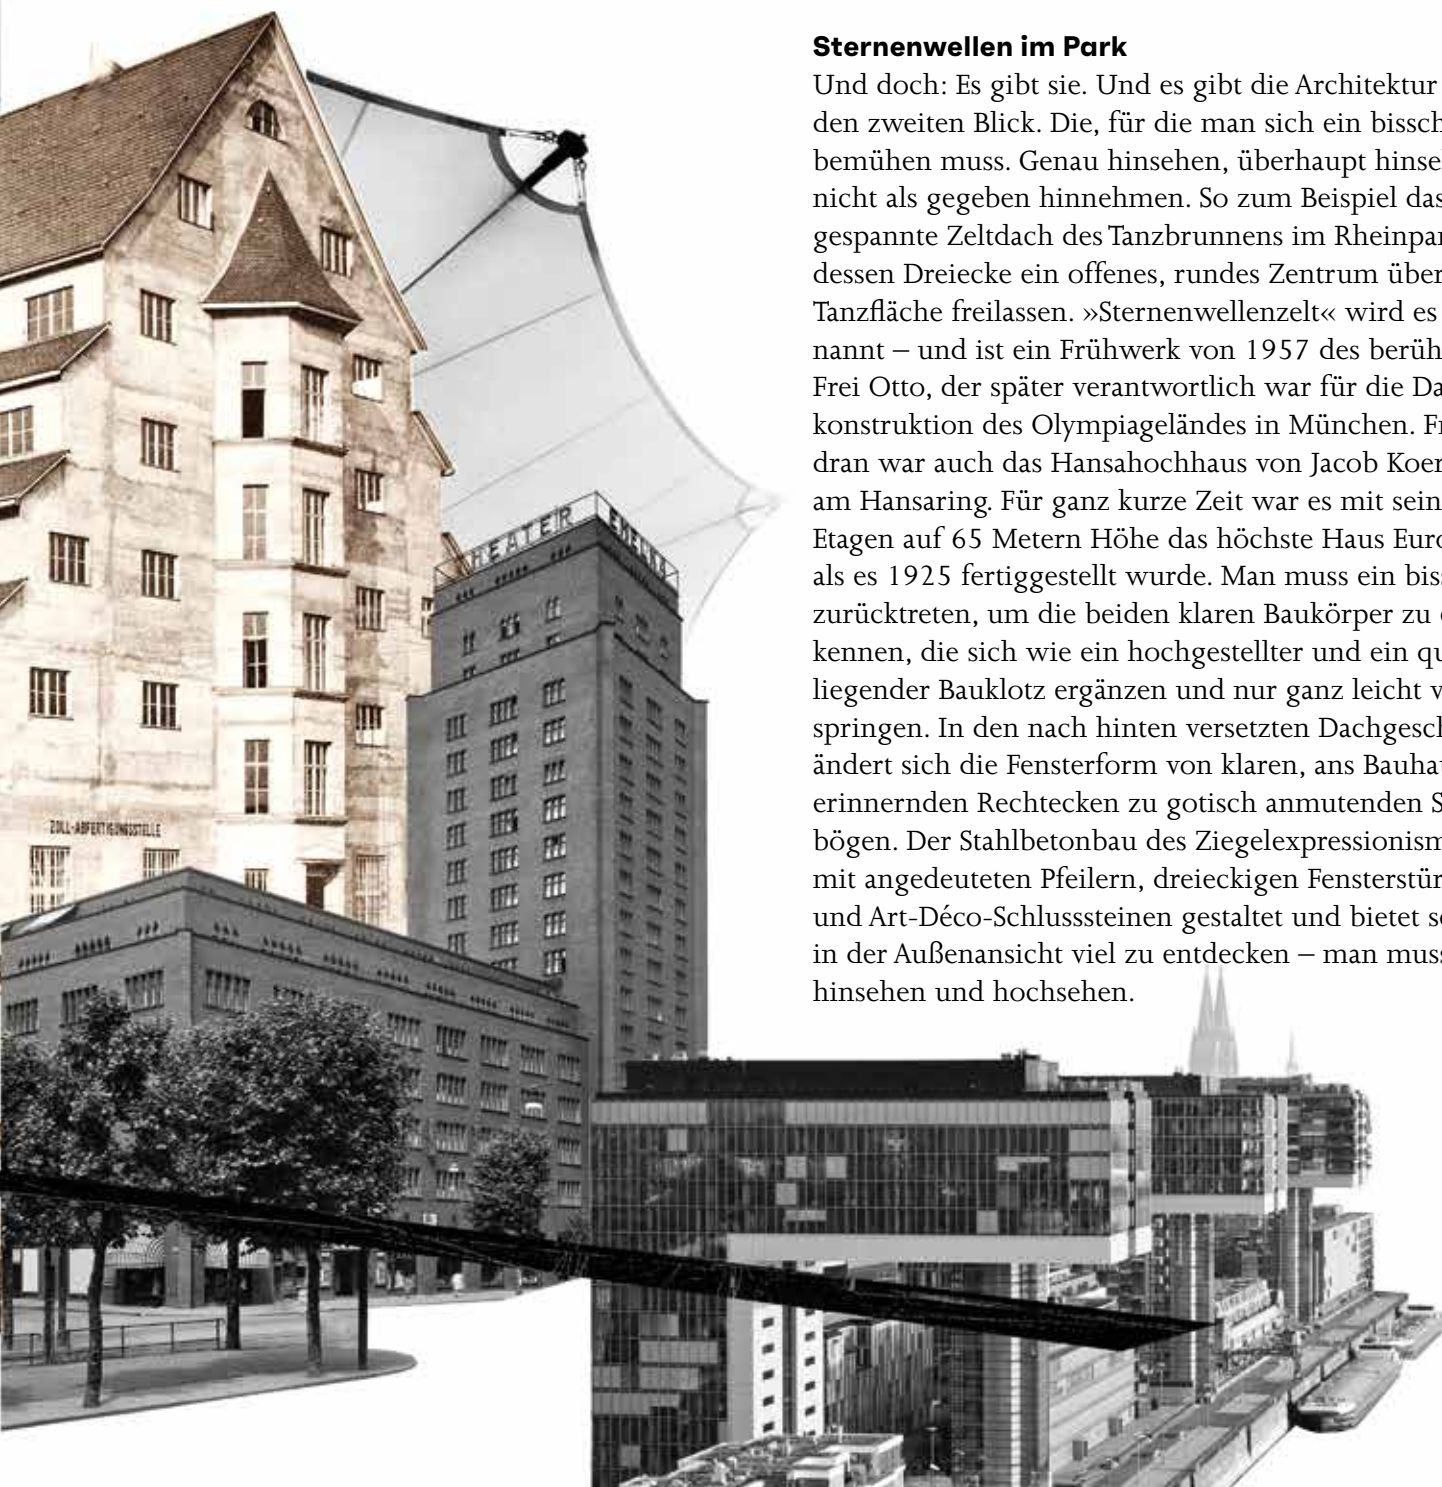 Sternenwellen im Park
Und doch: Es gibt sie. Und es gibt die Architektur
den zweiten Blick. Die, für die man sich ein bissch
bemühen muss. Genau hinsehen, überhaupt hinse
nicht als gegeben hinnehmen. So zum Beispiel das
gespannte Zeltdach des Tanzbrunnens im Rheinpar
dessen Dreiecke ein offenes, rundes Zentrum über
Tanzfläche freilassen. »Sternenwellenzelt« wird es
nannt – und ist ein Frühwerk von 1957 des berüh
Frei Otto, der später verantwortlich war für die Da
konstruktion des Olympiageländes in München. Fr
dran war auch das Hansahochhaus von Jacob Koer
am Hansaring. Für ganz kurze Zeit war es mit sein
Etagen auf 65 Metern Höhe das höchste Haus Euro
als es 1925 fertiggestellt wurde. Man muss ein bis
zurücktreten, um die beiden klaren Baukörper zu
kennen, die sich wie ein hochgestellter und ein qu
liegender Bauklotz ergänzen und nur ganz leicht v
springen. In den nach hinten versetzten Dachgesch
ändert sich die Fensterform von klaren, ans Bauhau
erinnernden Rechtecken zu gotisch anmutenden S
bögen. Der Stahlbetonbau des Ziegelexpressionism
mit angedeuteten Pfeilern, dreieckigen Fensterstür
und Art-Déco-Schlusssteinen gestaltet und bietet so
in der Außenansicht viel zu entdecken – man muss
hinsehen und hochsehen.
THEATER EMELKA
ZOLL-ABFERTIGUNGSSTELLE